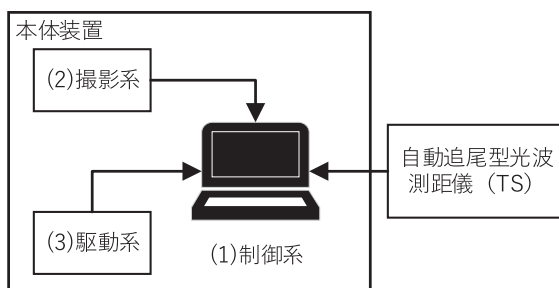 本体装置
(2)撮影系
自動追尾型光波
測距儀（TS）
(3)駆動系
(1)制御系